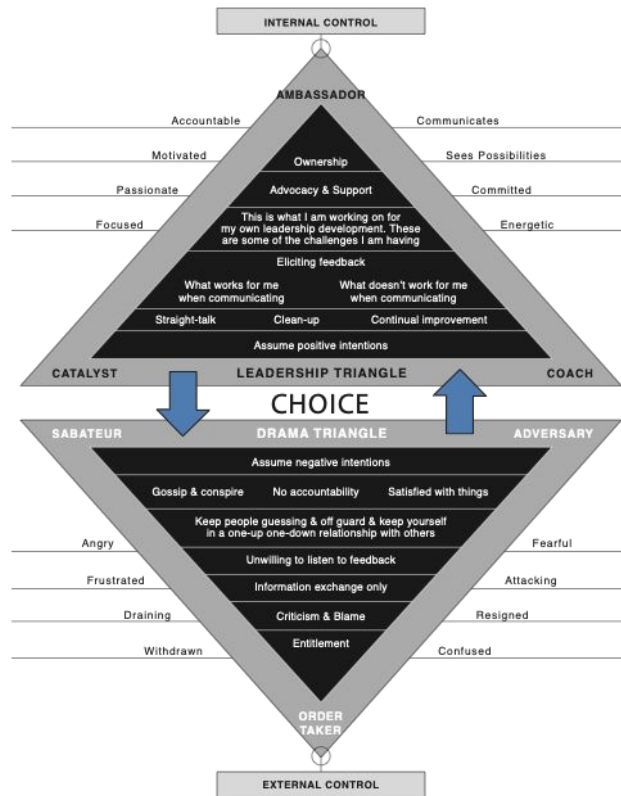 INTERNAL CONTROL
AMBASSADOR
Accountable
Communicates
Motivated
Sees Possibilities
Passionate
Committed
Focused
Energetic
Ownership
Advocacy & Support
This is what I am working on for
my own leadership development. These
are some of the challenges I am having
Eliciting feedback
What works for me
when communicating
What doesn't work for me
when communicating
Straight-talk
Clean-up
Continual improvement
Assume positive intentions
CATALYST
LEADERSHIP TRIANGLE
COACH
CHOICE
SABATEUR
DRAMA TRIANGLE
ADVERSARY
Assume negative intentions
Gossip & conspire
No accountability
Satisfied with things
Keep people guessing & off guard & keep yourself
in a one-up one-down relationship with others
Unwilling to listen to feedback
Information exchange only
Criticism & Blame
Entitlement
Angry
Fearful
Frustrated
Attacking
Draining
Resigned
Withdrawn
Confused
ORDER
TAKER
EXTERNAL CONTROL